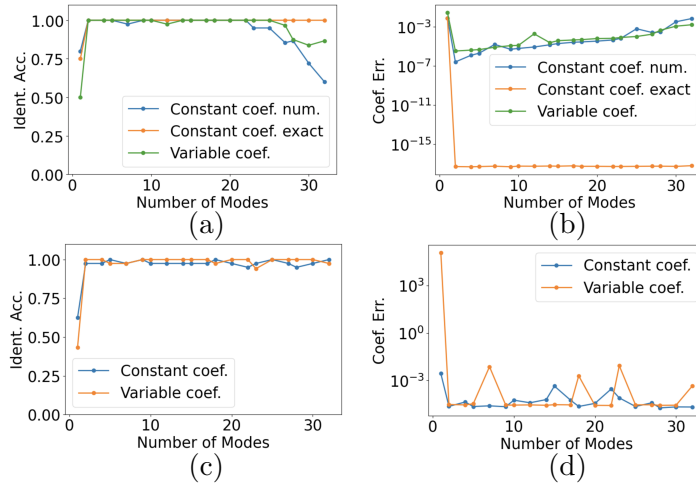 1.00
0.75
0.50
0.25
0.00
Ident. Acc.
Constant coef. num.
Constant coef. exact
Variable coef.
0 10 20 30
Number of Modes
(a)
10⁻³
10⁻⁷
10⁻¹¹
10⁻¹⁵
Coef. Err.
Constant coef. num.
Constant coef. exact
Variable coef.
0 10 20 30
Number of Modes
(b)
1.00
0.75
0.50
0.25
0.00
Ident. Acc.
Constant coef.
Variable coef.
0 10 20 30
Number of Modes
(c)
10³
10⁰
10⁻³
Coef. Err.
Constant coef.
Variable coef.
0 10 20 30
Number of Modes
(d)